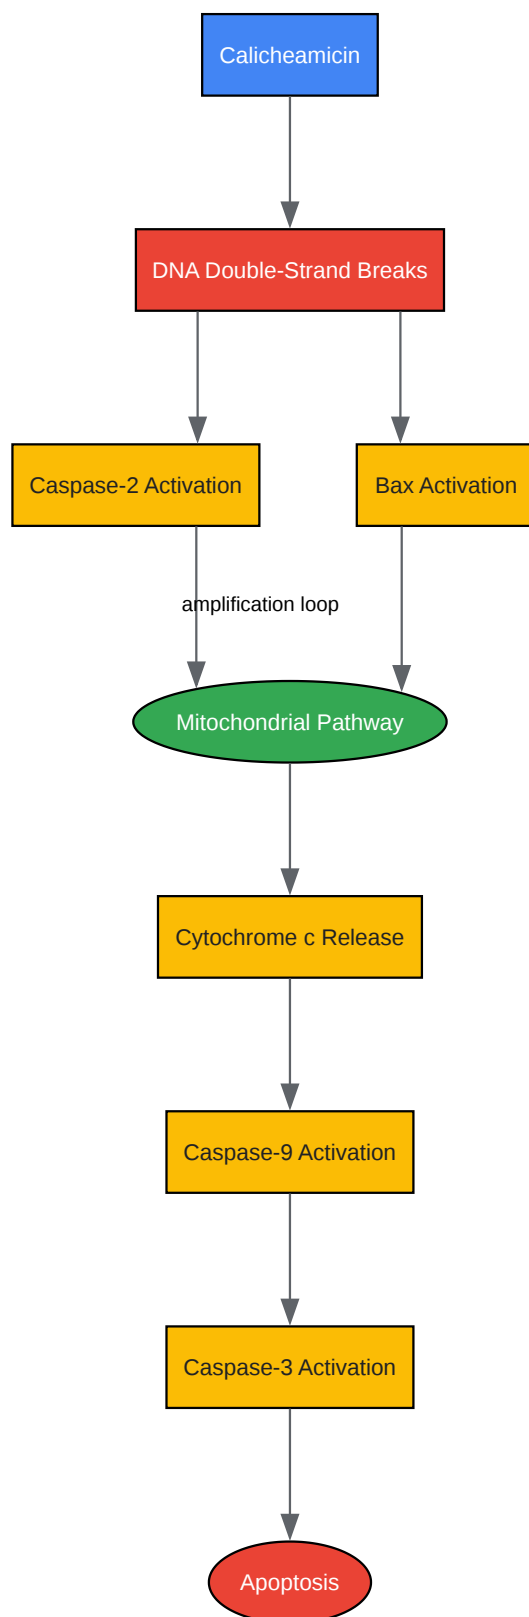 Calicheamicin
DNA Double-Strand Breaks
Caspase-2 Activation
Bax Activation
amplification loop
Mitochondrial Pathway
Cytochrome c Release
Caspase-9 Activation
Caspase-3 Activation
Apoptosis